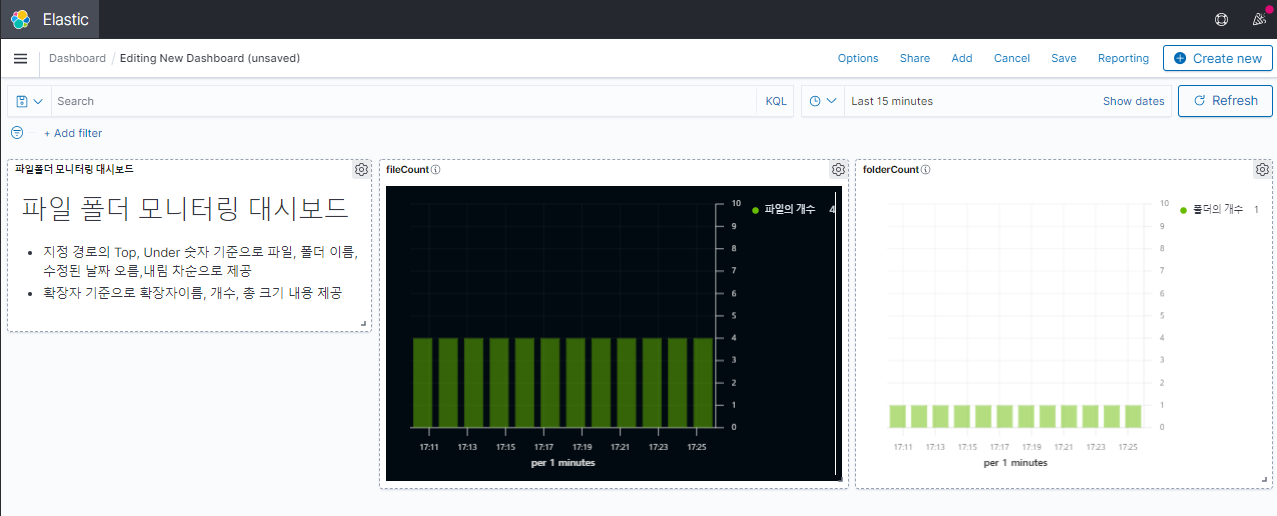 Elastic
Dashboard / Editing New Dashboard (unsaved)
Options
Share
Add
Cancel
Save
Reporting
Create new
Search
KQL
Last 15 minutes
Show dates
Refresh
+ Add filter
파일폴더 모니터링 대시보드
파일 폴더 모니터링 대시보드
• 지정 경로의 Top, Under 숫자 기준으로 파일, 폴더 이름,
수정된 날짜 오름,내림 차순으로 제공
• 확장자 기준으로 확장자이름, 개수, 총 크기 내용 제공
fileCount
파일의 개수 4
10
9
8
7
6
5
4
3
2
1
0
17:11 17:13 17:15 17:17 17:19 17:21 17:23 17:25
per 1 minutes
folderCount
폴더의 개수 1
10
9
8
7
6
5
4
3
2
1
0
17:11 17:13 17:15 17:17 17:19 17:21 17:23 17:25
per 1 minutes